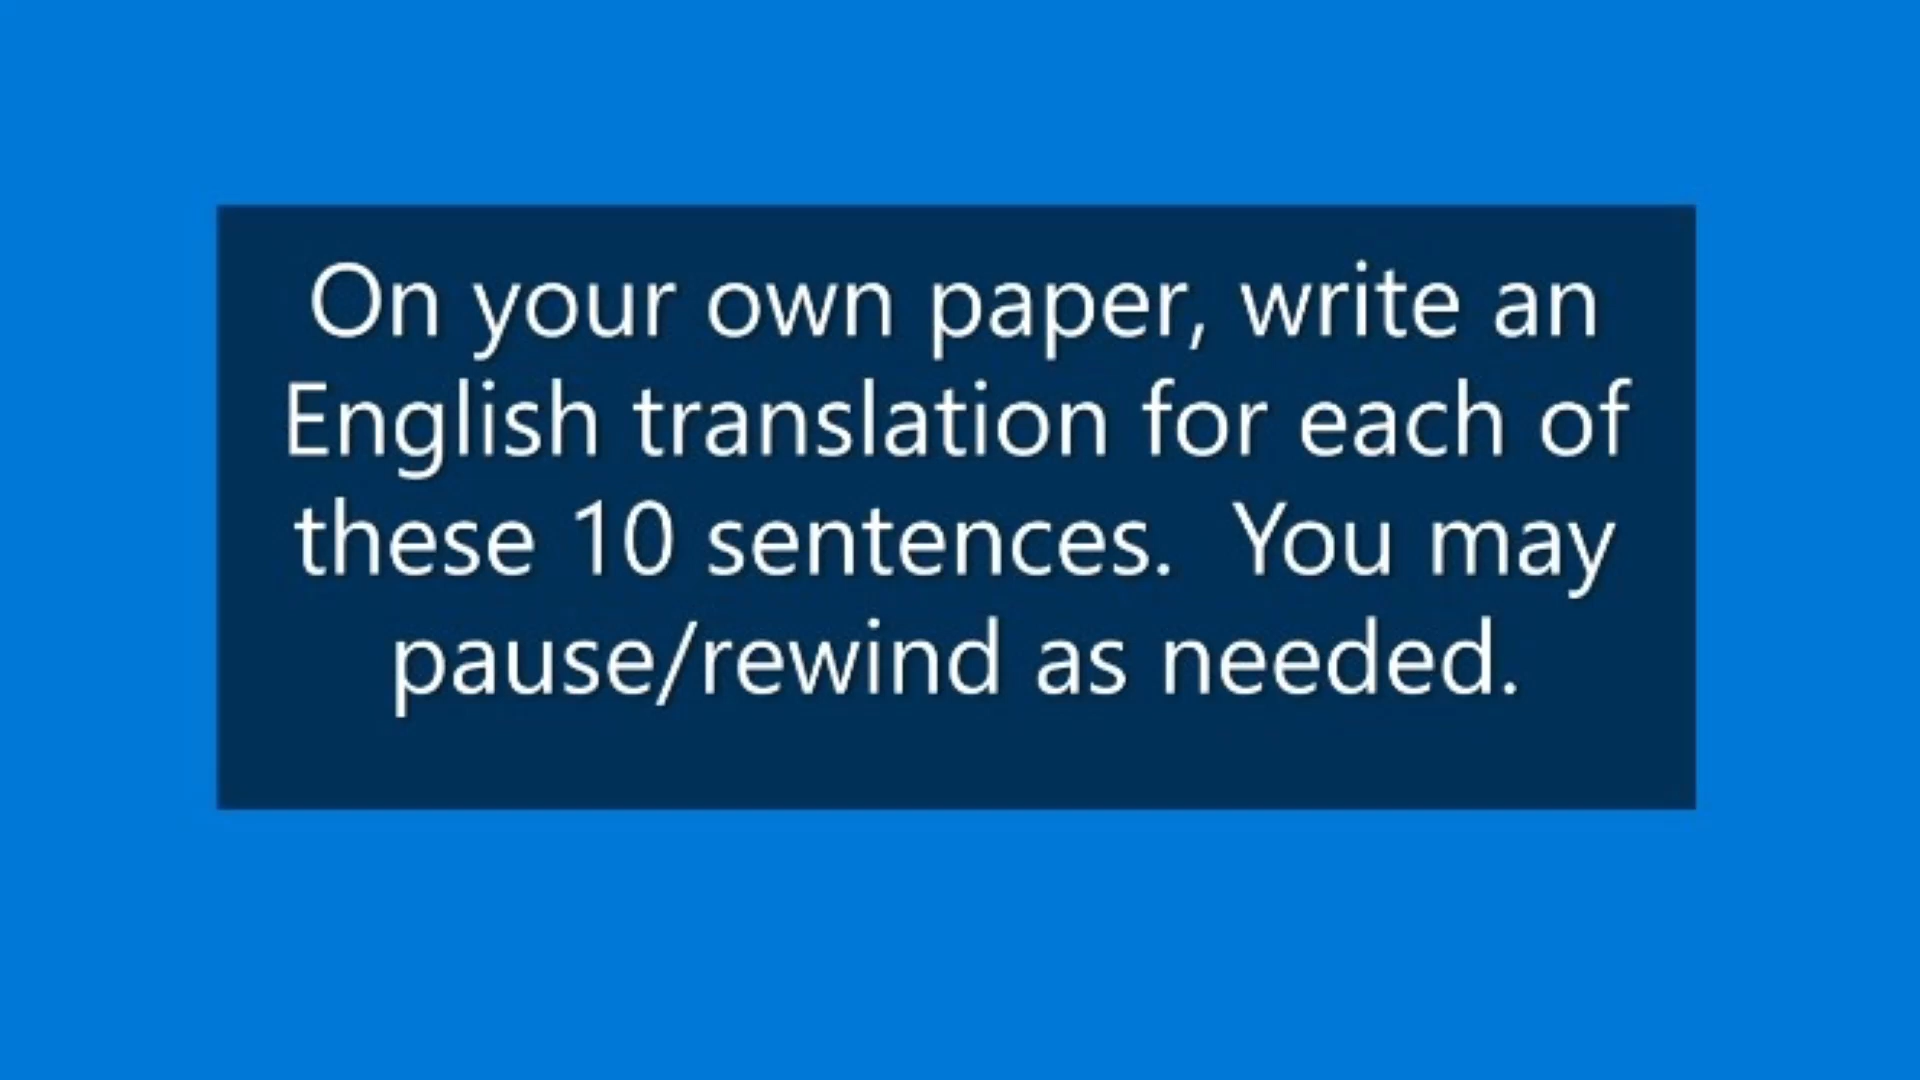 On your own paper, write an
English translation for each of
these 10 sentences.  You may
pause/rewind as needed.